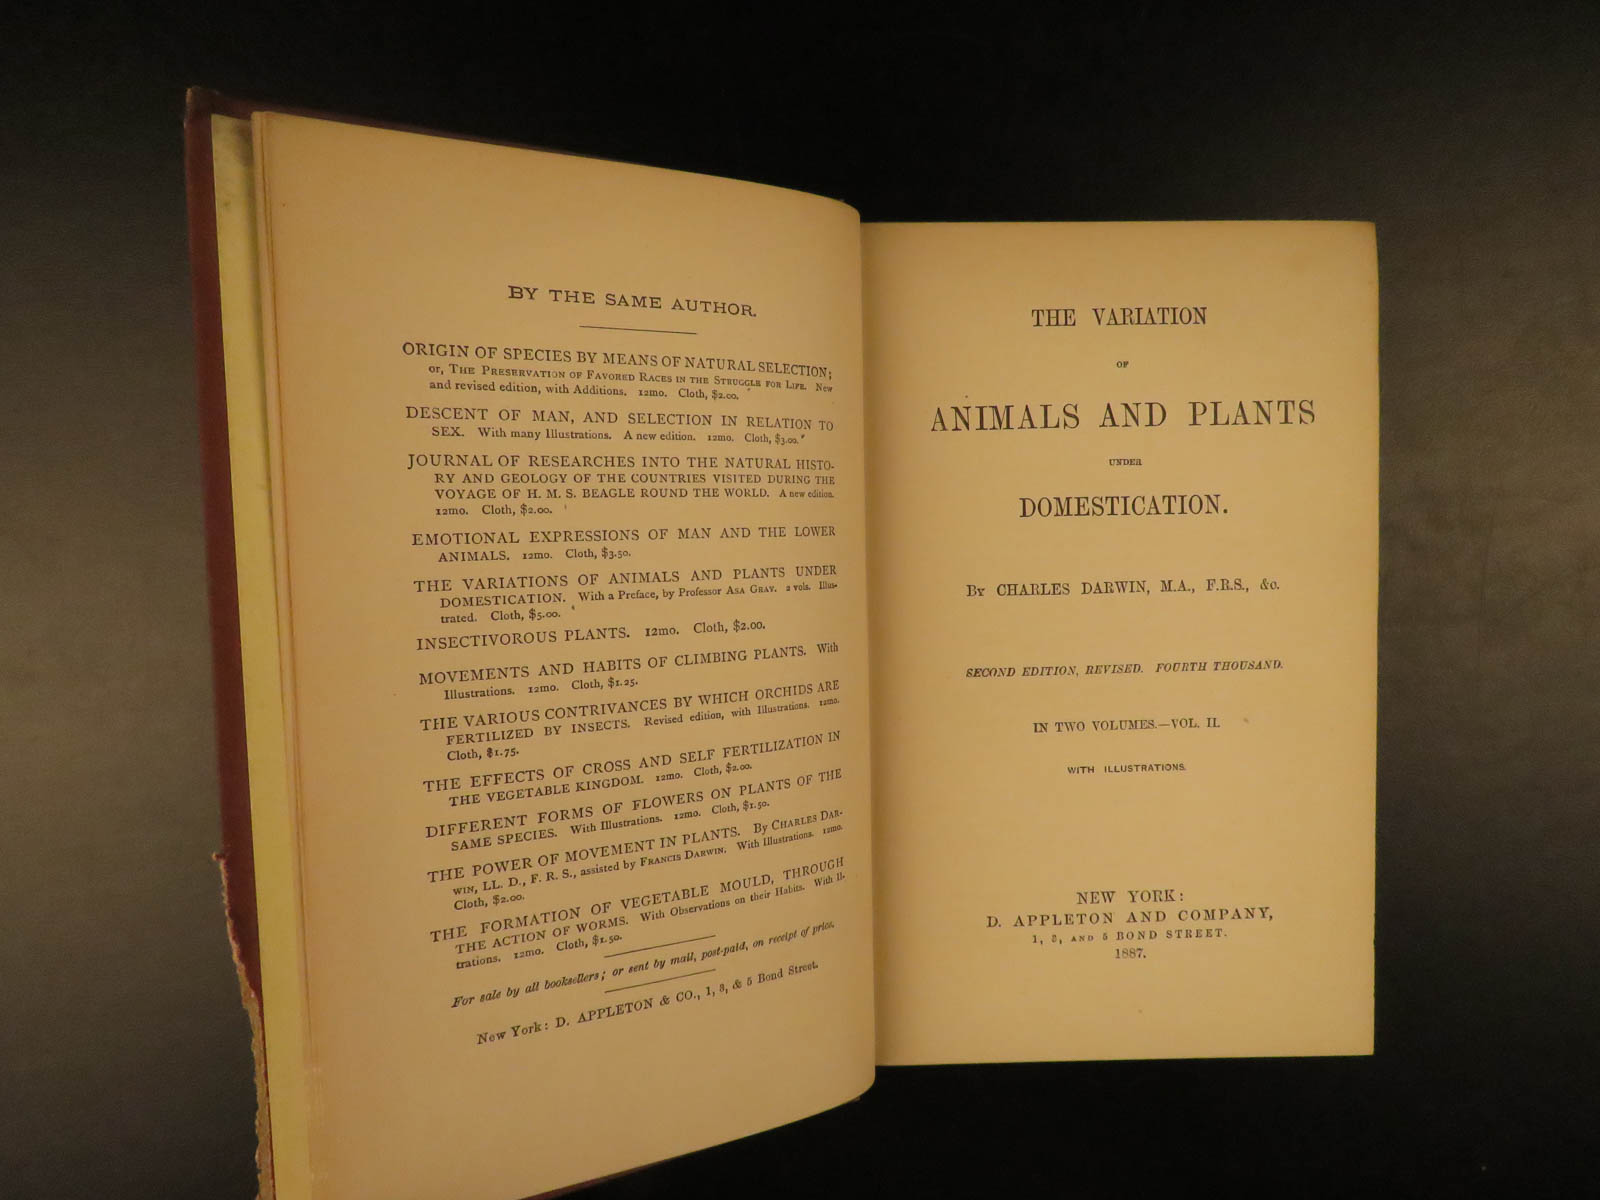 BY THE SAME AUTHOR.
ORIGIN OF SPECIES BY MEANS OF NATURAL SELECTION;
or, THE PRESERVATION OF FAVORED RACES IN THE STRUGGLE FOR LIFE. New
and revised edition, with Additions. 12mo. Cloth, $2.00.
DESCENT OF MAN, AND SELECTION IN RELATION TO
SEX. With many Illustrations. A new edition. 12mo. Cloth, $3.00.
JOURNAL OF RESEARCHES INTO THE NATURAL HISTO-
RY AND GEOLOGY OF THE COUNTRIES VISITED DURING THE
VOYAGE OF H. M. S. BEAGLE ROUND THE WORLD. A new edition.
12mo. Cloth, $2.00.
EMOTIONAL EXPRESSIONS OF MAN AND THE LOWER
ANIMALS. 12mo. Cloth, $3.50.
THE VARIATIONS OF ANIMALS AND PLANTS UNDER
DOMESTICATION. With a Preface, by Professor ASA GRAY. 2 vols. Illus-
trated. Cloth, $5.00.
INSECTIVOROUS PLANTS. 12mo. Cloth, $2.00.
MOVEMENTS AND HABITS OF CLIMBING PLANTS. With
Illustrations. 12mo. Cloth, $1.25.
THE VARIOUS CONTRIVANCES BY WHICH ORCHIDS ARE
FERTILIZED BY INSECTS. Revised edition, with Illustrations. 12mo.
Cloth, $1.75.
THE EFFECTS OF CROSS AND SELF FERTILIZATION IN
THE VEGETABLE KINGDOM. 12mo. Cloth, $2.00.
DIFFERENT FORMS OF FLOWERS ON PLANTS OF THE
SAME SPECIES. With Illustrations. 12mo. Cloth, $1.50.
THE POWER OF MOVEMENT IN PLANTS. By CHARLES DAR-
WIN, LL. D., F. R. S., assisted by FRANCIS DARWIN. With Illustrations. 12mo.
Cloth, $2.00.
THE FORMATION OF VEGETABLE MOULD, THROUGH
THE ACTION OF WORMS. With Observations on their Habits. With Il-
trations. 12mo. Cloth, $1.50.
For sale by all booksellers; or sent by mail, post-paid, on receipt of price.
New York: D. APPLETON & CO., 1, 3, & 5 Bond Street.
THE VARIATION
OF
ANIMALS AND PLANTS
UNDER
DOMESTICATION.
BY CHARLES DARWIN, M.A., F.R.S., &c.
SECOND EDITION, REVISED. FOURTH THOUSAND.
IN TWO VOLUMES.—VOL. II.
WITH ILLUSTRATIONS.
NEW YORK:
D. APPLETON AND COMPANY,
1, 3, AND 5 BOND STREET.
1887.